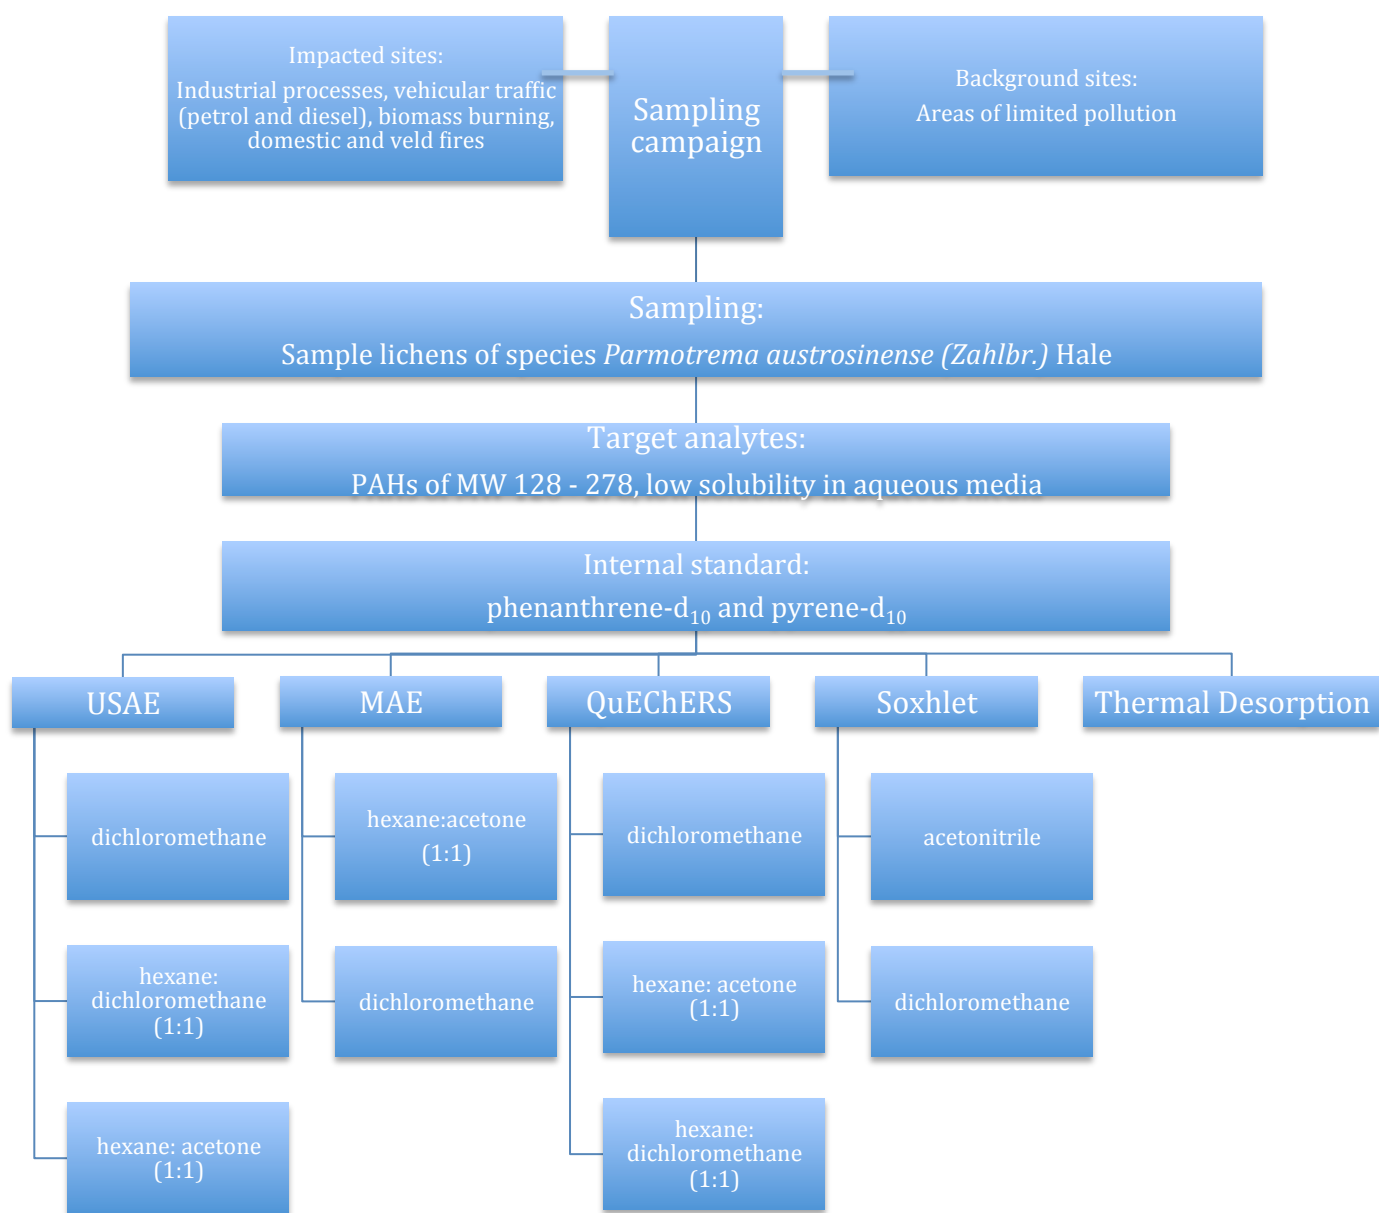 Impacted sites:
Industrial processes, vehicular traffic
(petrol and diesel), biomass burning,
domestic and veld fires
Sampling
campaign
Background sites:
Areas of limited pollution
Sampling:
Sample lichens of species Parmotrema austrosinense (Zahlbr.) Hale
Target analytes:
PAHs of MW 128 - 278, low solubility in aqueous media
Internal standard:
phenanthrene-d₁₀ and pyrene-d₁₀
USAE
dichloromethane
hexane:
dichloromethane
(1:1)
hexane: acetone
(1:1)
MAE
hexane:acetone
(1:1)
dichloromethane
QuEChERS
dichloromethane
hexane: acetone
(1:1)
hexane:
dichloromethane
(1:1)
Soxhlet
acetonitrile
dichloromethane
Thermal Desorption